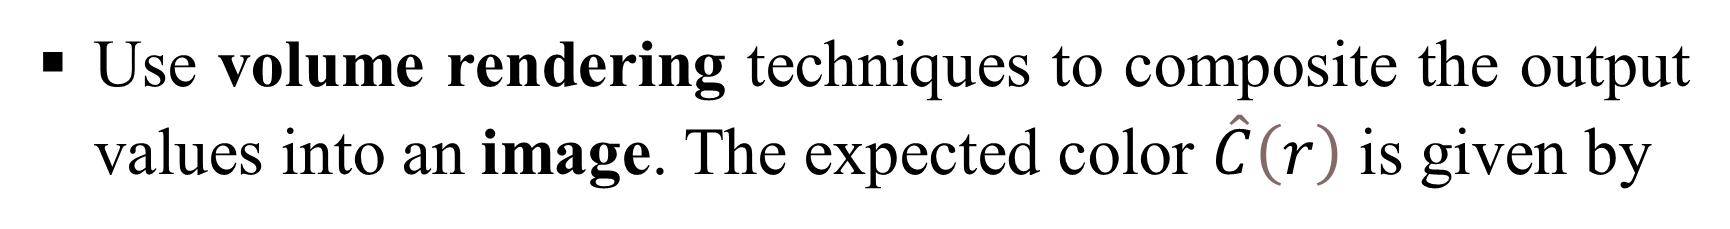 ▪ Use volume rendering techniques to composite the output
values into an image. The expected color Ĉ(r) is given by